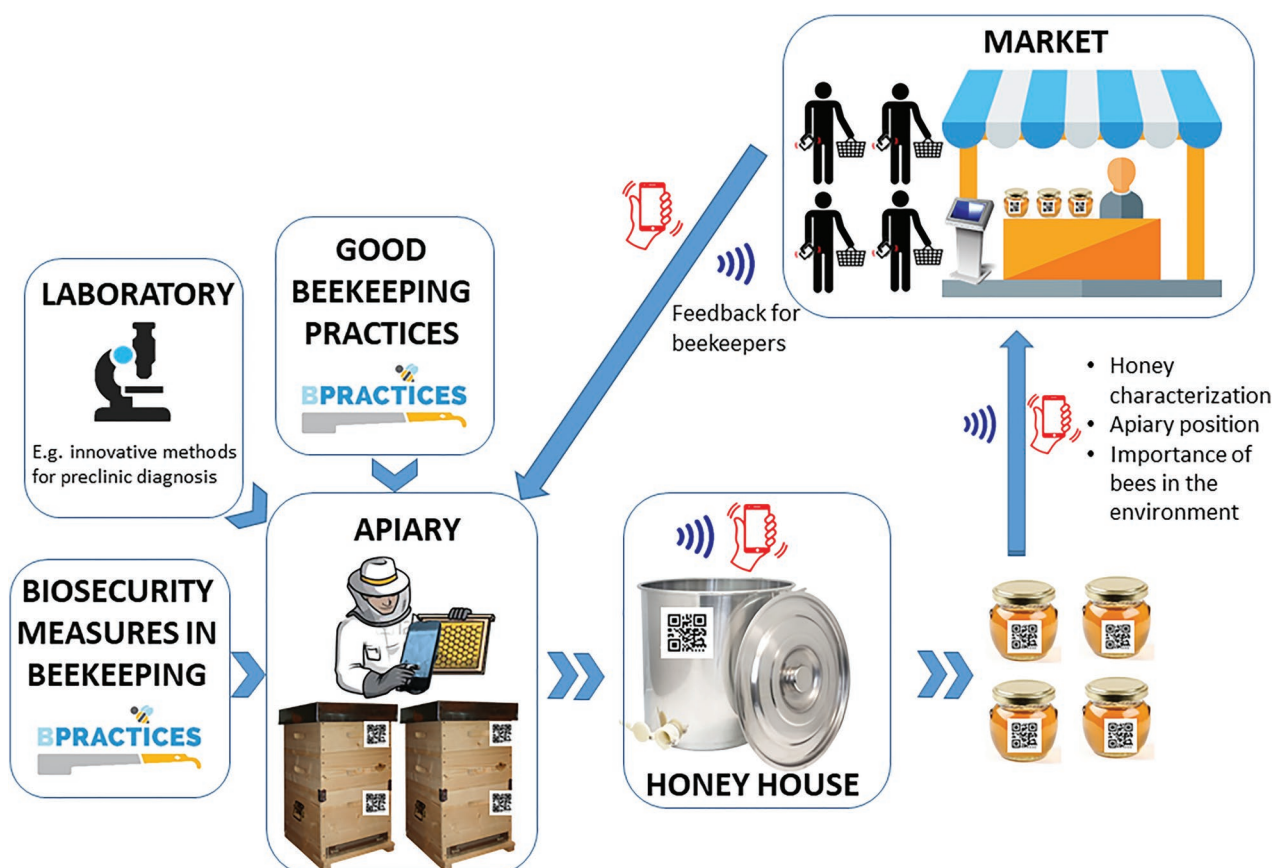 MARKET
Feedback for
beekeepers
GOOD
BEEKEEPING
PRACTICES
BPRACTICES
LABORATORY
E.g. innovative methods
for preclinic diagnosis
• Honey
characterization
• Apiary position
• Importance of
bees in the
environment
BIOSECURITY
MEASURES IN
BEEKEEPING
BPRACTICES
APIARY
HONEY HOUSE